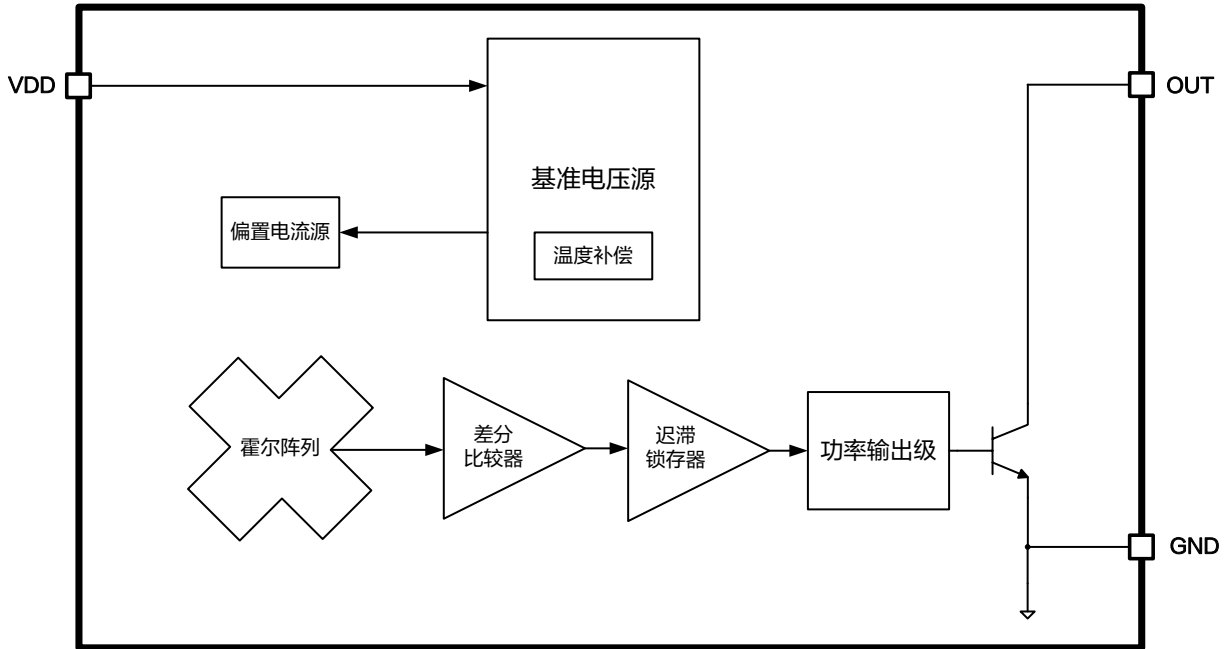 VDD
OUT
基准电压源
偏置电流源
温度补偿
霍尔阵列
差分
比较器
迟滞
锁存器
功率输出级
GND